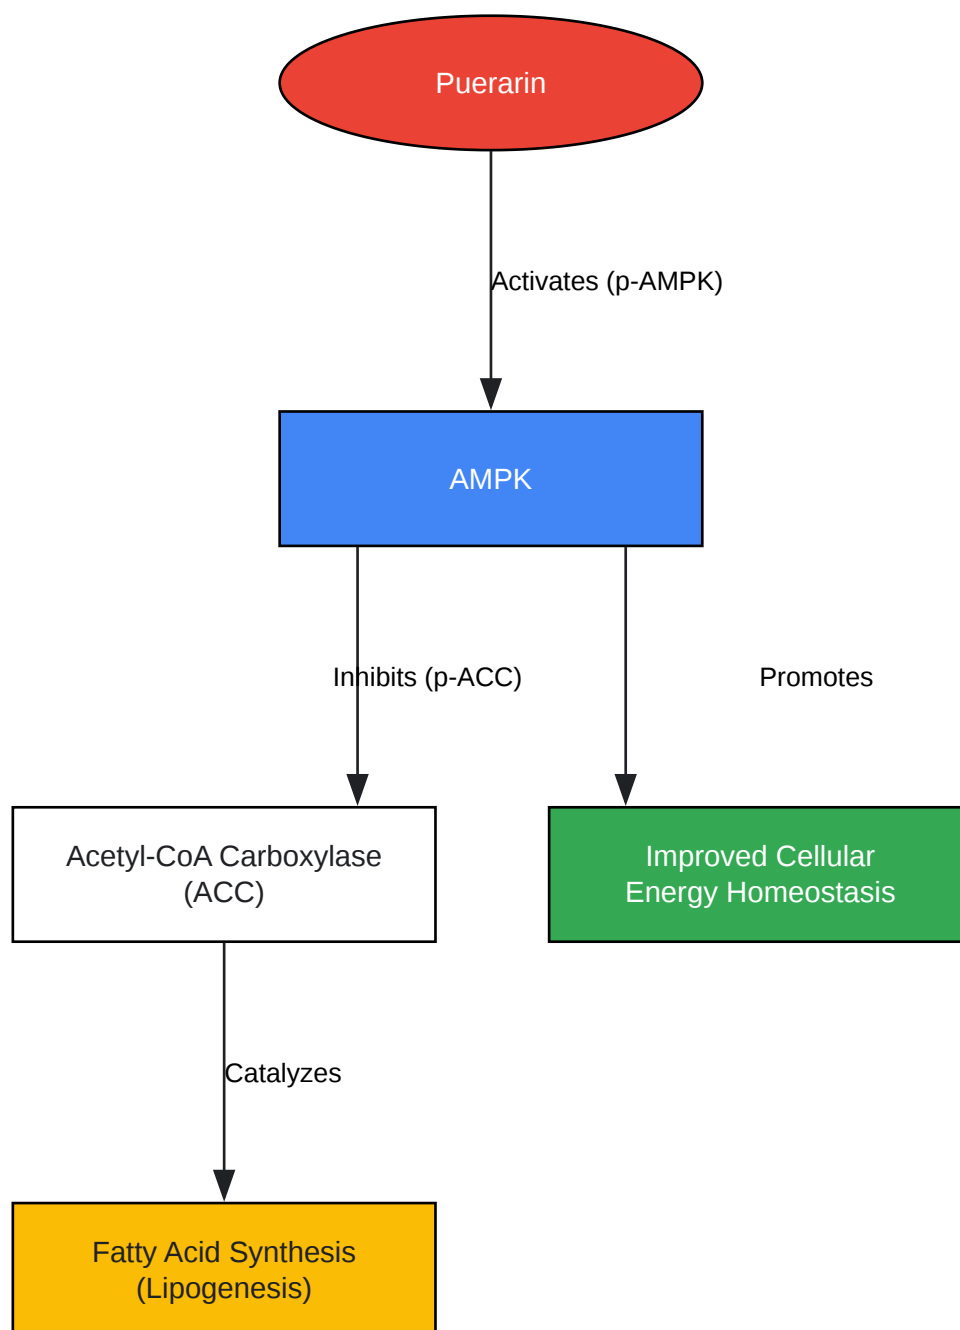 Puerarin
Activates (p-AMPK)
AMPK
Inhibits (p-ACC)
Promotes
Acetyl-CoA Carboxylase
(ACC)
Improved Cellular
Energy Homeostasis
Catalyzes
Fatty Acid Synthesis
(Lipogenesis)